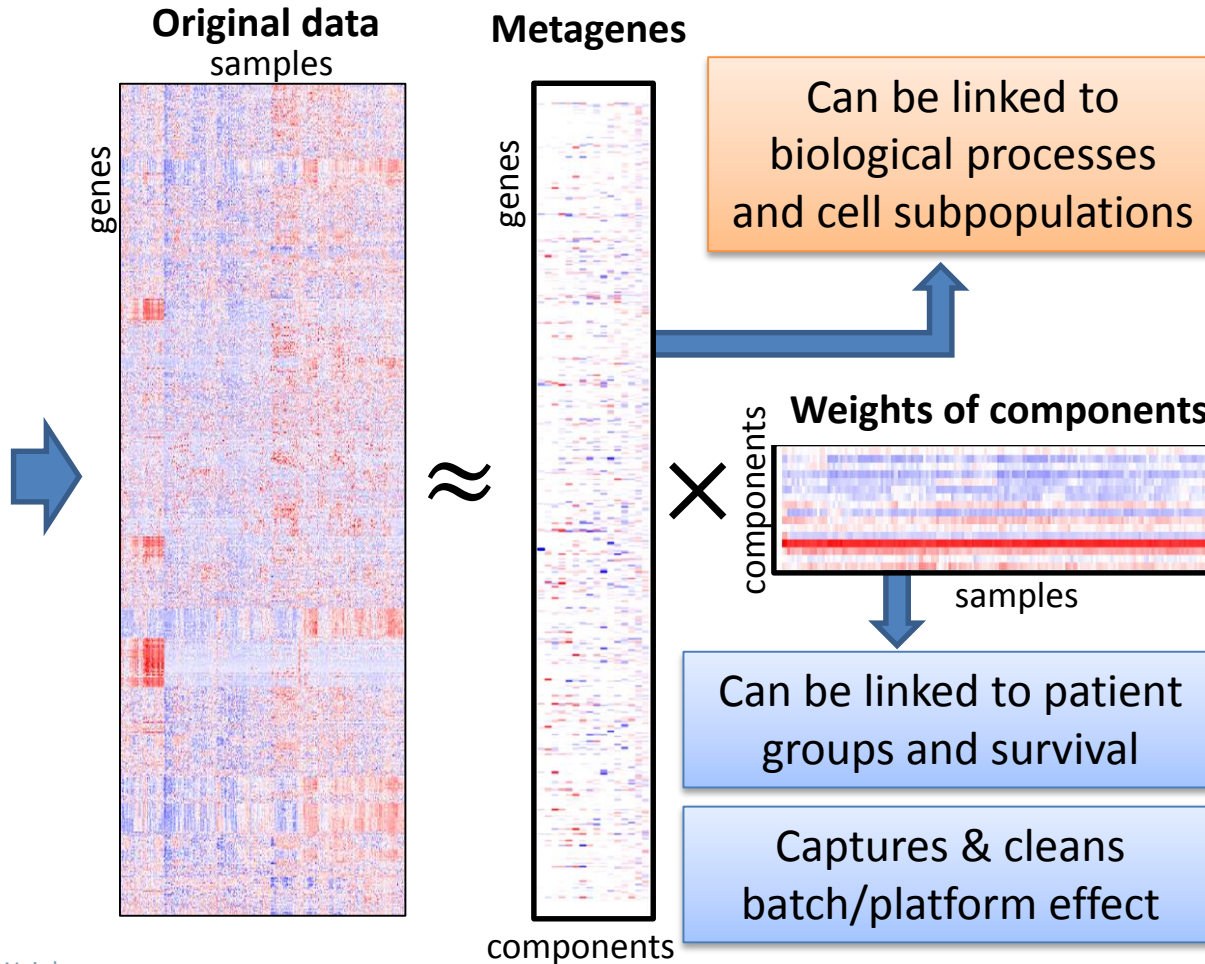 Original data
samples
genes
Metagenes
genes
components
Can be linked to
biological processes
and cell subpopulations
≈
×
Weights of components
components
samples
Can be linked to patient
groups and survival
Captures & cleans
batch/platform effect